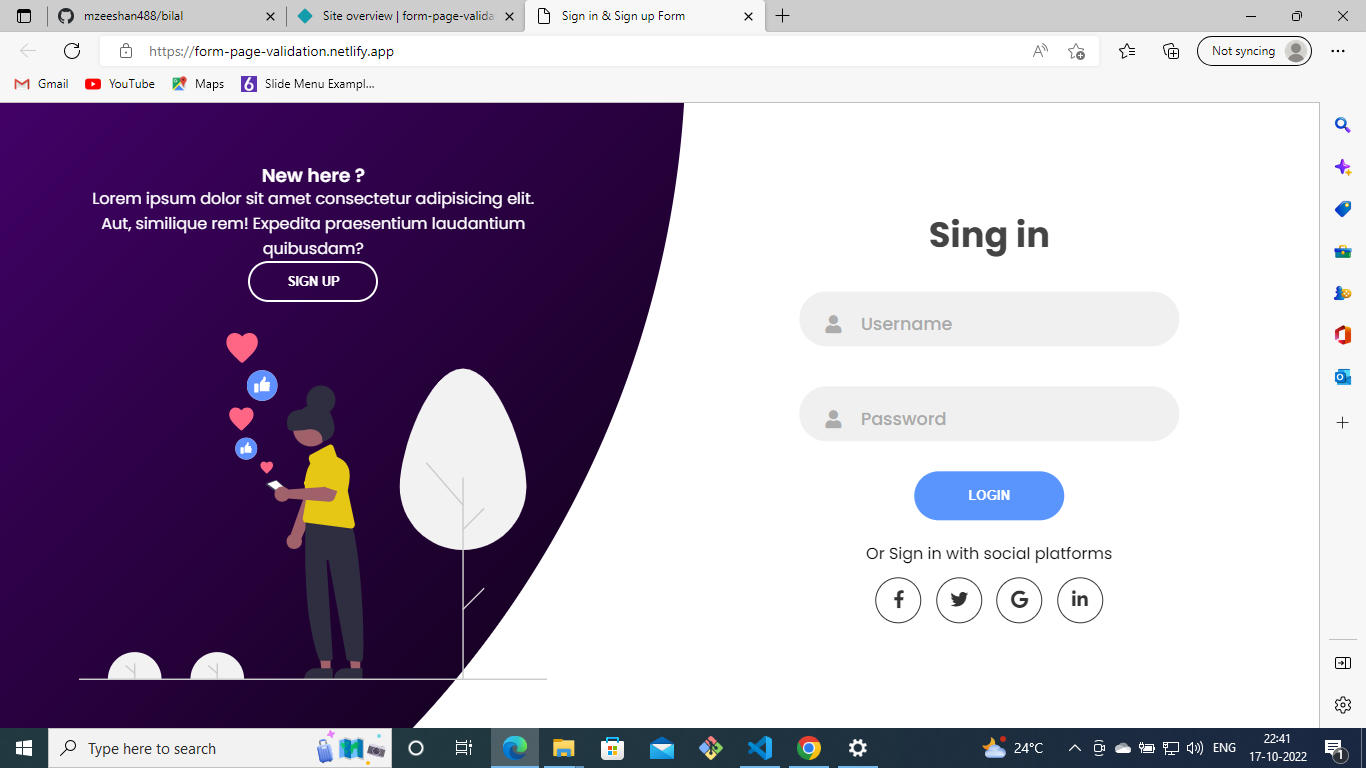 mzeeshan488/bilal
Site overview | form-page-valida
Sign in & Sign up Form
https://form-page-validation.netlify.app
Not syncing
Gmail
YouTube
Maps
6
Slide Menu Exampl...
New here ?
Lorem ipsum dolor sit amet consectetur adipisicing elit.
Aut, similique rem! Expedita praesentium laudantium
quibusdam?
SIGN UP
Sing in
Username
Password
LOGIN
Or Sign in with social platforms
Type here to search
24°C
ENG
22:41
17-10-2022
1